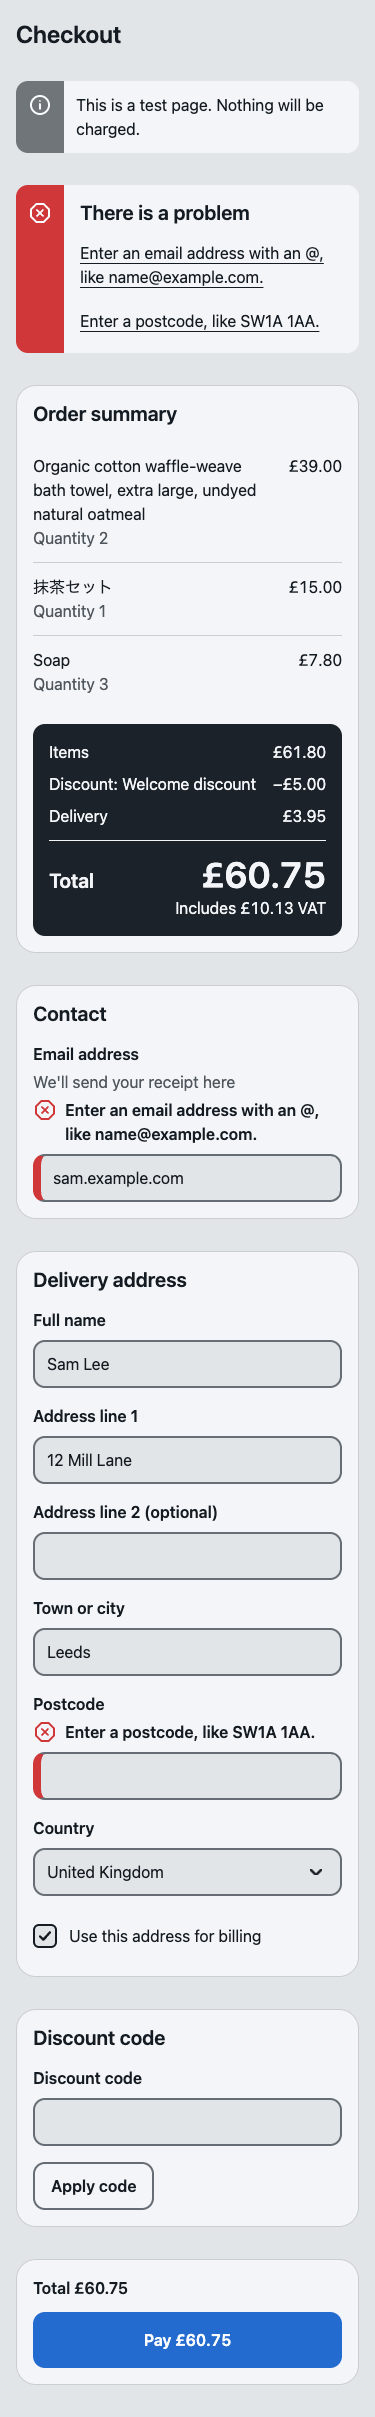 Checkout
This is a test page. Nothing will be
charged.
There is a problem
Enter an email address with an @,
like name@example.com.
Enter a postcode, like SW1A 1AA.
Order summary
Organic cotton waffle-weave £39.00
bath towel, extra large, undyed
natural oatmeal
Quantity 2
抹茶セット £15.00
Quantity 1
Soap £7.80
Quantity 3
Items £61.80
Discount: Welcome discount −£5.00
Delivery £3.95
Total £60.75
Includes £10.13 VAT
Contact
Email address
We'll send your receipt here
Enter an email address with an @,
like name@example.com.
sam.example.com
Delivery address
Full name
Sam Lee
Address line 1
12 Mill Lane
Address line 2 (optional)
Town or city
Leeds
Postcode
Enter a postcode, like SW1A 1AA.
Country
United Kingdom
Use this address for billing
Discount code
Discount code
Apply code
Total £60.75
Pay £60.75